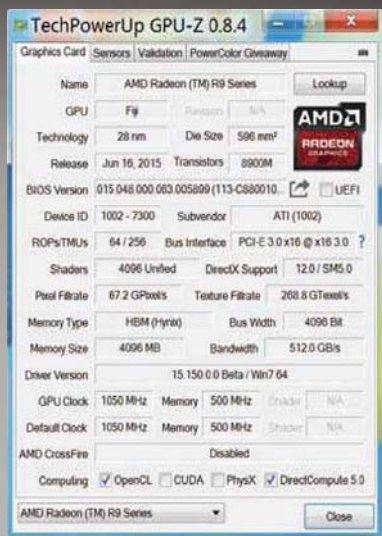 TechPowerUp GPU-Z 0.8.4
Graphics Card Sensors Validation PowerColor Giveaway
Name AMD Radeon (TM) R9 Series Lookup
GPU Fiji Revision N/A
AMD
RADEON
GRAPHICS
Technology 28 nm Die Size 596 mm²
Release Jun 16, 2015 Transistors 8900M
BIOS Version 015.048.000.063.005899 (113-C880010... UEFI
Device ID 1002 - 7300 Subvendor ATI (1002)
ROPs/TMUs 64 / 256 Bus Interface PCI-E 3.0 x16 @ x16 3.0 ?
Shaders 4096 Unified DirectX Support 12.0 / SM5.0
Pixel Fillrate 67.2 GPixel/s Texture Fillrate 268.8 GTexel/s
Memory Type HBM (Hynix) Bus Width 4096 Bit
Memory Size 4096 MB Bandwidth 512.0 GB/s
Driver Version 15.150.0.0 Beta / Win7 64
GPU Clock 1050 MHz Memory 500 MHz Shader N/A
Default Clock 1050 MHz Memory 500 MHz Shader N/A
AMD CrossFire Disabled
Computing OpenCL CUDA PhysX DirectCompute 5.0
AMD Radeon (TM) R9 Series Close